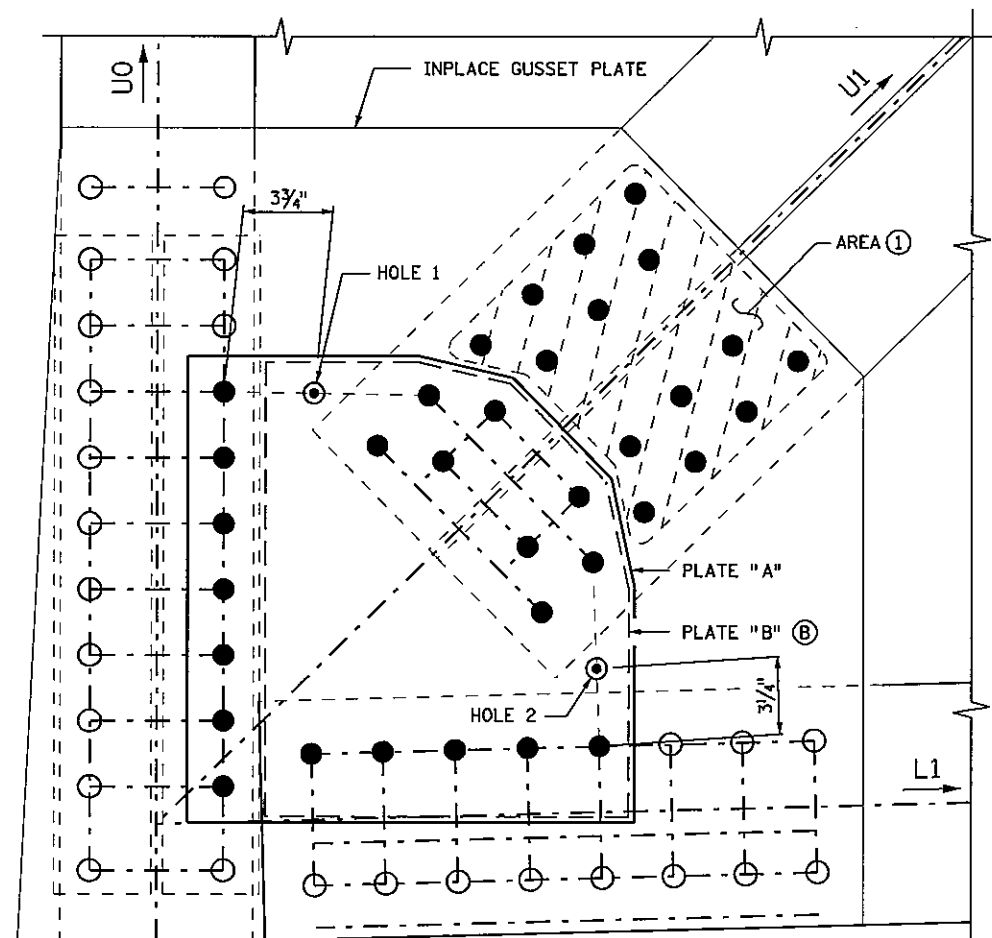 INPLACE GUSSET PLATE
U0
U1
3¾"
HOLE 1
AREA ①
PLATE "A"
PLATE "B" Ⓑ
HOLE 2
3¼"
L1